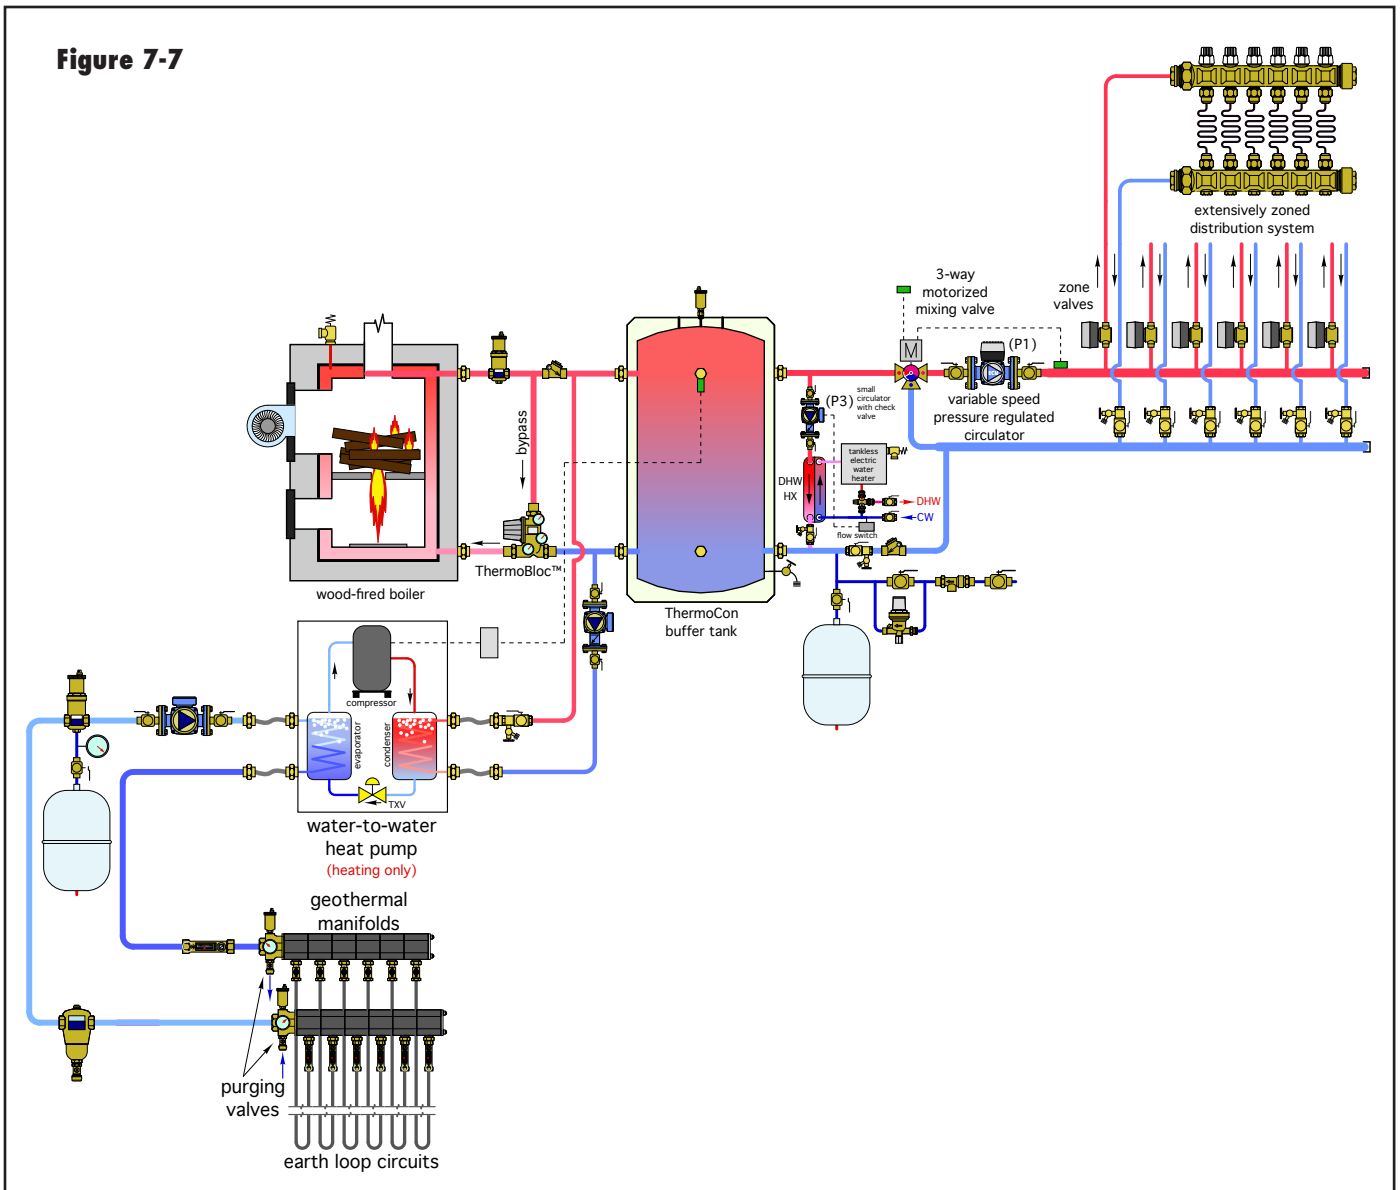 Figure 7-7
extensively zoned
distribution system
3-way
motorized
mixing valve
zone
valves
M
(P1)
variable speed
pressure regulated
circulator
(P3)
small
circulator
with check
valve
bypass
tankless
electric
water
heater
DHW
HX
DHW
CW
flow switch
ThermoBloc™
wood-fired boiler
ThermoCon
buffer tank
compressor
evaporator
condenser
TXV
water-to-water
heat pump
(heating only)
geothermal
manifolds
purging
valves
earth loop circuits